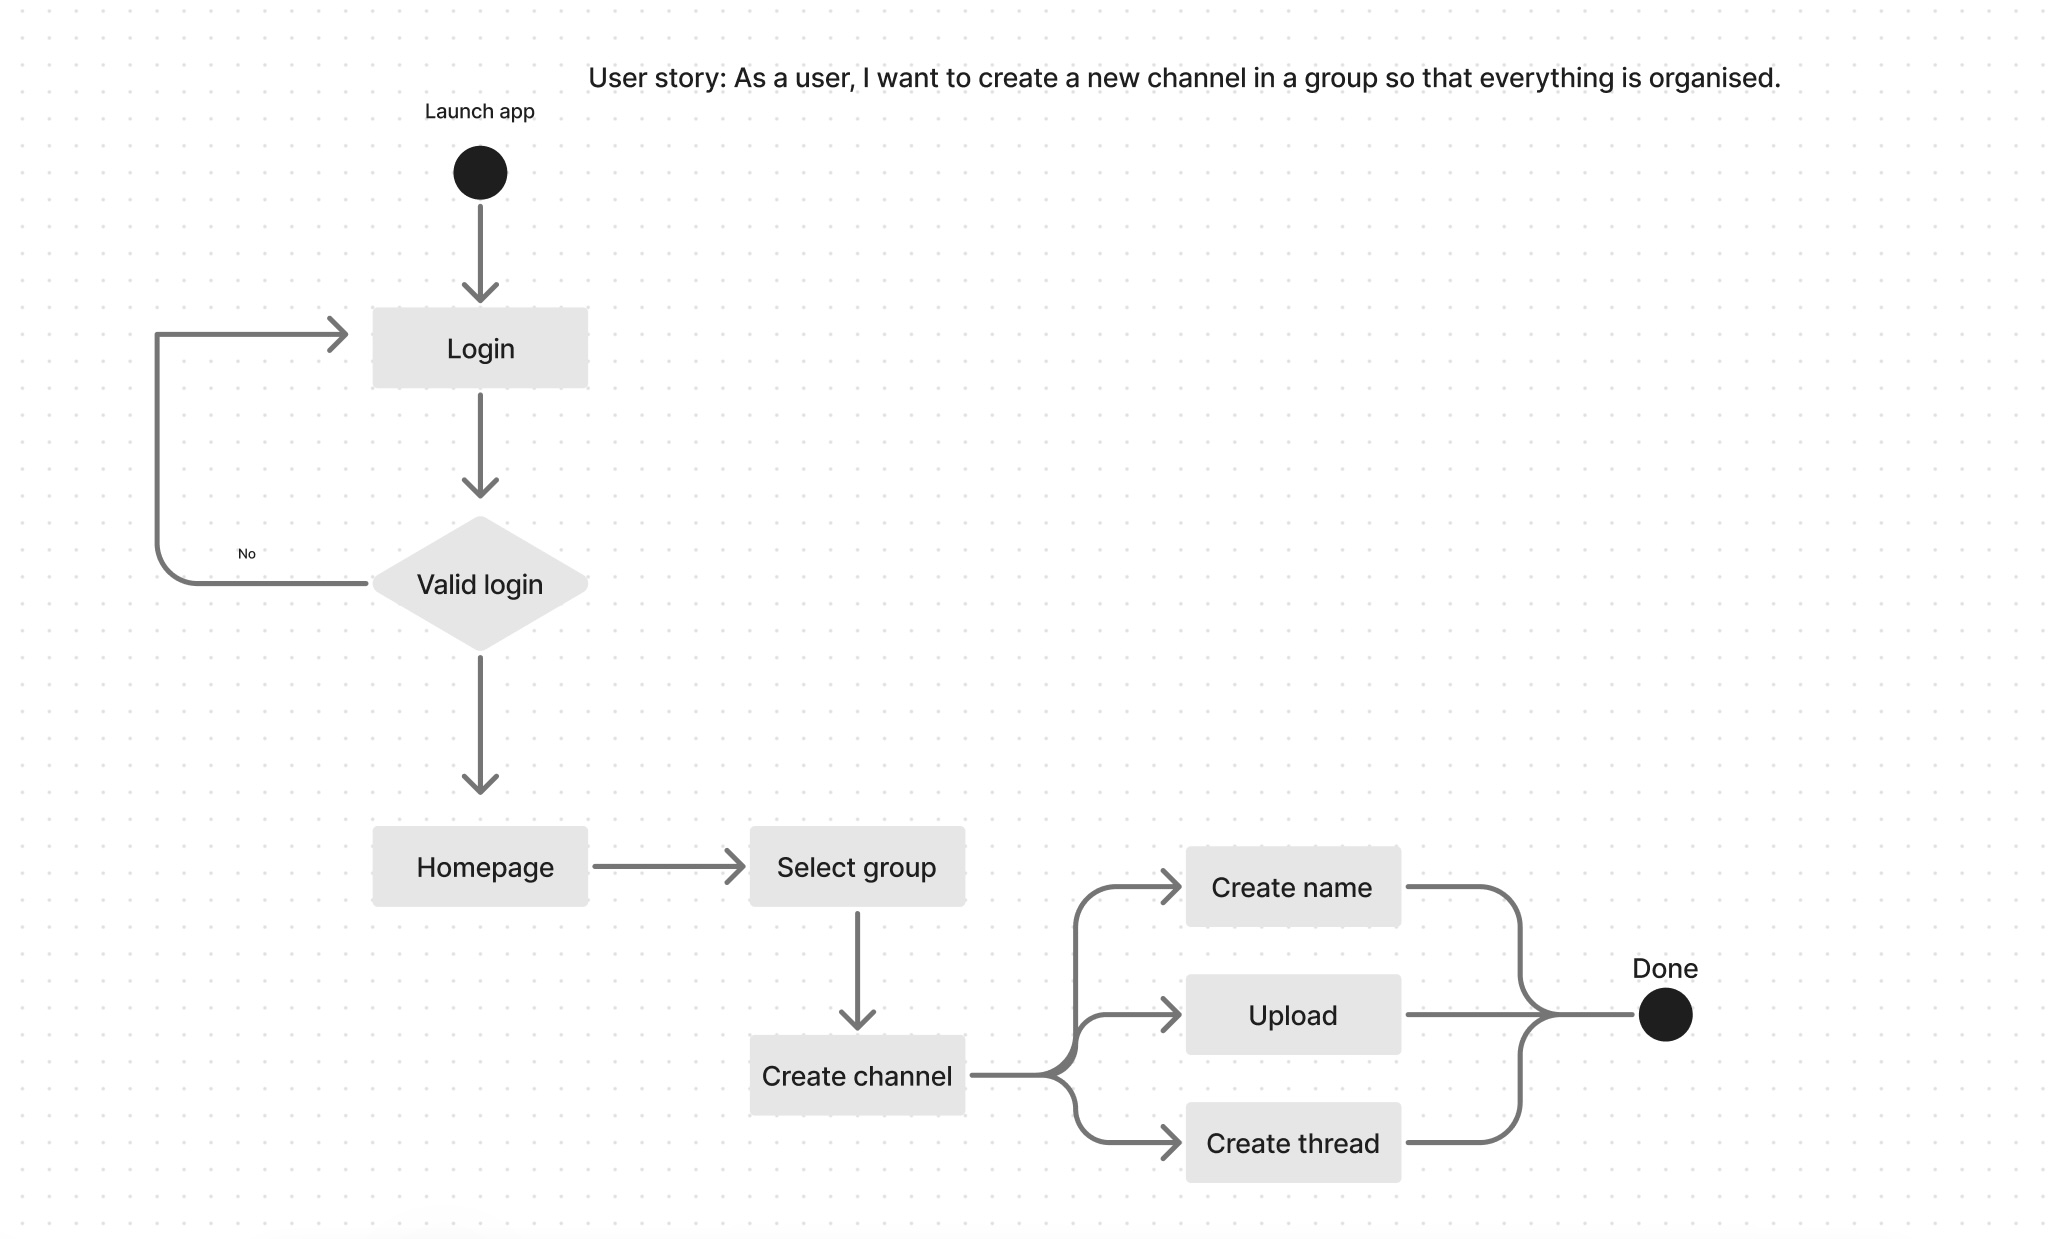 User story: As a user, I want to create a new channel in a group so that everything is organised.
Launch app
Login
No
Valid login
Homepage
Select group
Create channel
Create name
Upload
Create thread
Done